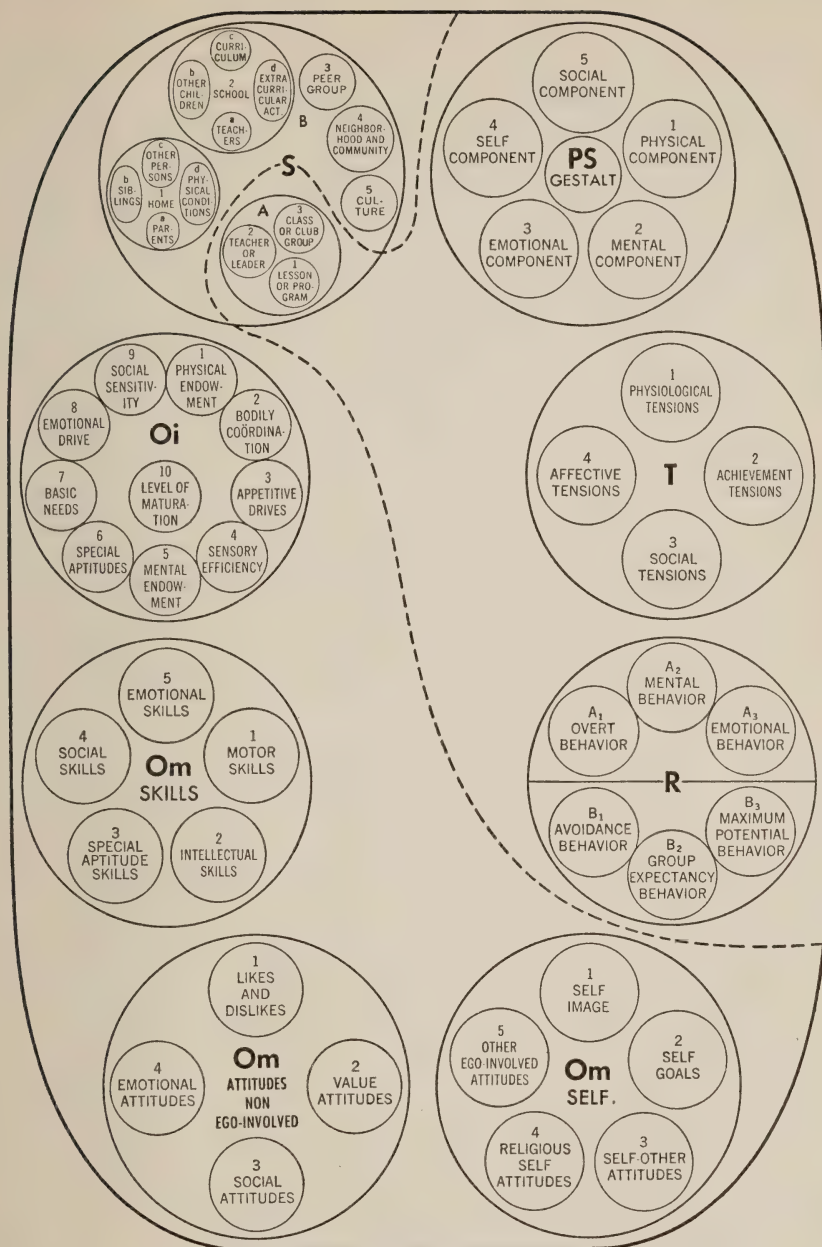 c
CURRI-
CULUM
b
OTHER
CHIL-
DREN
2
SCHOOL
d
EXTRA
CURRI-
CULAR
ACT.
a
TEACH-
ERS
B
3
PEER
GROUP
4
NEIGHBOR-
HOOD AND
COMMUNITY
5
CUL-
TURE
S
c
OTHER
PER-
SONS
b
SIB-
LINGS
1
HOME
d
PHY-
SICAL
CONDI-
TIONS
a
PAR-
ENTS
A
3
CLASS
OR CLUB
GROUP
2
TEACHER
OR
LEADER
1
LESSON
OR PRO-
GRAM
5
SOCIAL
COMPONENT
4
SELF
COMPONENT
1
PHYSICAL
COMPONENT
PS
GESTALT
3
EMOTIONAL
COMPONENT
2
MENTAL
COMPONENT
9
SOCIAL
SENSITIV-
ITY
1
PHYSICAL
ENDOW-
MENT
8
EMOTIONAL
DRIVE
Oi
2
BODILY
COÖRDINA-
TION
7
BASIC
NEEDS
10
LEVEL OF
MATURA-
TION
3
APPETITIVE
DRIVES
6
SPECIAL
APTITUDES
5
MENTAL
ENDOW-
MENT
4
SENSORY
EFFICIENCY
1
PHYSIOLOGICAL
TENSIONS
4
AFFECTIVE
TENSIONS
T
2
ACHIEVEMENT
TENSIONS
3
SOCIAL
TENSIONS
5
EMOTIONAL
SKILLS
4
SOCIAL
SKILLS
1
MOTOR
SKILLS
Om
SKILLS
3
SPECIAL
APTITUDE
SKILLS
2
INTELLECTUAL
SKILLS
A2
MENTAL
BEHAVIOR
A1
OVERT
BEHAVIOR
A3
EMOTIONAL
BEHAVIOR
R
B1
AVOIDANCE
BEHAVIOR
B2
GROUP
EXPECTANCY
BEHAVIOR
B3
MAXIMUM
POTENTIAL
BEHAVIOR
1
LIKES
AND
DISLIKES
4
EMOTIONAL
ATTITUDES
Om
ATTITUDES
NON
EGO-INVOLVED
2
VALUE
ATTITUDES
3
SOCIAL
ATTITUDES
1
SELF
IMAGE
5
OTHER
EGO-INVOLVED
ATTITUDES
Om
SELF.
2
SELF
GOALS
4
RELIGIOUS
SELF
ATTITUDES
3
SELF-OTHER
ATTITUDES